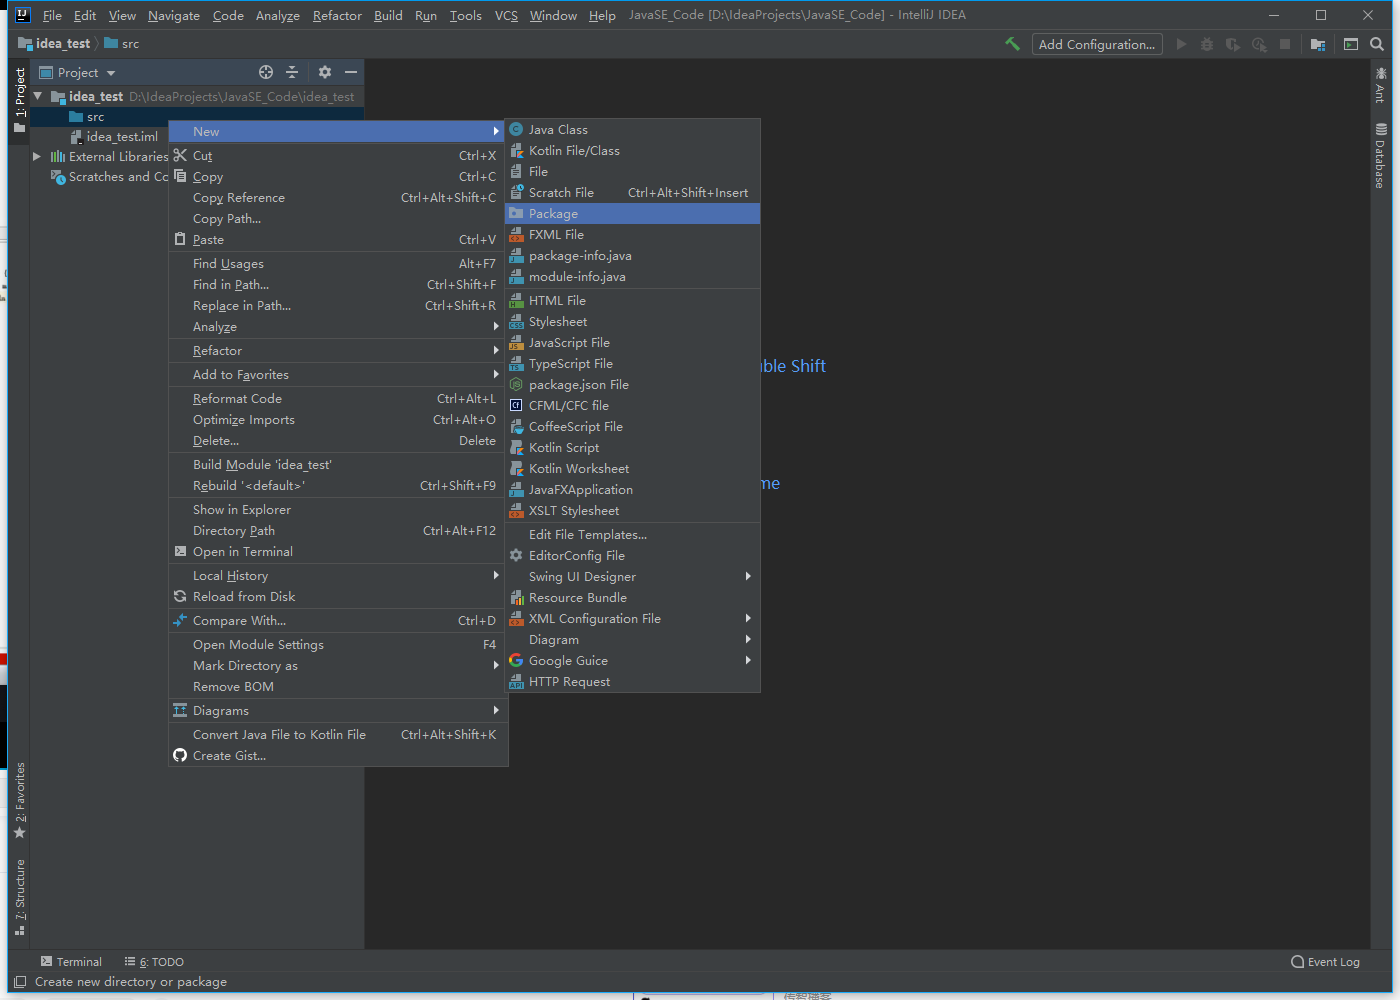 File Edit View Navigate Code Analyze Refactor Build Run Tools VCS Window Help JavaSE_Code [D:\IdeaProjects\JavaSE_Code] - IntelliJ IDEA
idea_test src Add Configuration...
1: Project
Project
idea_test D:\IdeaProjects\JavaSE_Code\idea_test
src
idea_test.iml
External Libraries
Scratches and Co
New
Cut Ctrl+X
Copy Ctrl+C
Copy Reference Ctrl+Alt+Shift+C
Copy Path...
Paste Ctrl+V
Find Usages Alt+F7
Find in Path... Ctrl+Shift+F
Replace in Path... Ctrl+Shift+R
Analyze
Refactor
Add to Favorites
Reformat Code Ctrl+Alt+L
Optimize Imports Ctrl+Alt+O
Delete... Delete
Build Module 'idea_test'
Rebuild '<default>' Ctrl+Shift+F9
Show in Explorer
Directory Path Ctrl+Alt+F12
Open in Terminal
Local History
Reload from Disk
Compare With... Ctrl+D
Open Module Settings F4
Mark Directory as
Remove BOM
Diagrams
Convert Java File to Kotlin File Ctrl+Alt+Shift+K
Create Gist...
Java Class
Kotlin File/Class
File
Scratch File Ctrl+Alt+Shift+Insert
Package
FXML File
package-info.java
module-info.java
HTML File
Stylesheet
JavaScript File
TypeScript File
package.json File
CFML/CFC file
CoffeeScript File
Kotlin Script
Kotlin Worksheet
JavaFXApplication
XSLT Stylesheet
Edit File Templates...
EditorConfig File
Swing UI Designer
Resource Bundle
XML Configuration File
Diagram
Google Guice
HTTP Request
ble Shift
me
Ant
Database
2: Favorites
7: Structure
Terminal 6: TODO Event Log
Create new directory or package